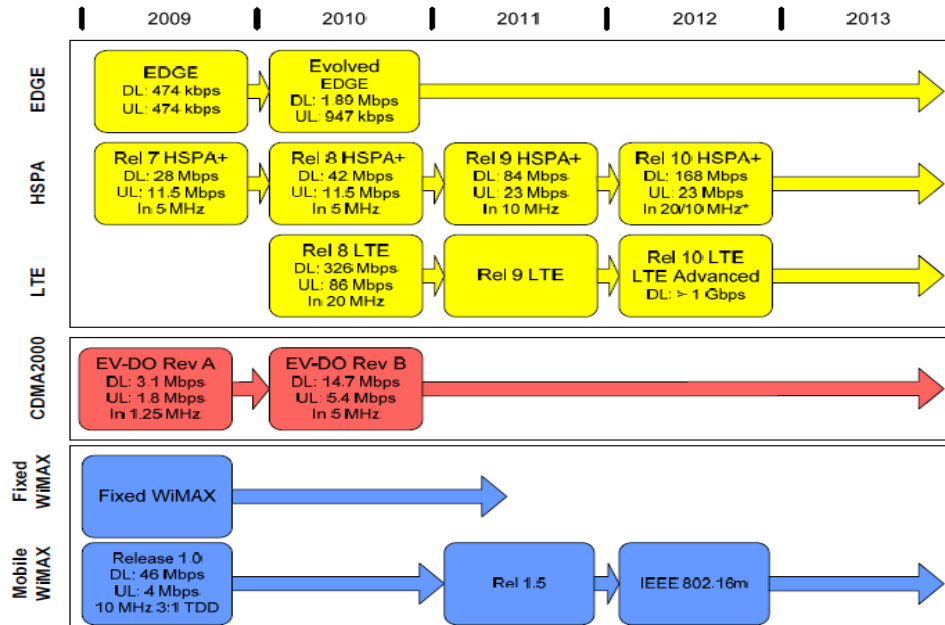 2009 2010 2011 2012 2013
EDGE
EDGE
DL: 474 kbps
UL: 474 kbps
Evolved
EDGE
DL: 1.89 Mbps
UL: 947 kbps
HSPA
Rel 7 HSPA+
DL: 28 Mbps
UL: 11.5 Mbps
In 5 MHz
Rel 8 HSPA+
DL: 42 Mbps
UL: 11.5 Mbps
In 5 MHz
Rel 9 HSPA+
DL: 84 Mbps
UL: 23 Mbps
In 10 MHz
Rel 10 HSPA+
DL: 168 Mbps
UL: 23 Mbps
In 20/10 MHz*
LTE
Rel 8 LTE
DL: 326 Mbps
UL: 86 Mbps
In 20 MHz
Rel 9 LTE
Rel 10 LTE
LTE Advanced
DL: > 1 Gbps
CDMA2000
EV-DO Rev A
DL: 3.1 Mbps
UL: 1.8 Mbps
In 1.25 MHz
EV-DO Rev B
DL: 14.7 Mbps
UL: 5.4 Mbps
In 5 MHz
Fixed
WiMAX
Fixed WiMAX
Mobile
WiMAX
Release 1.0
DL: 46 Mbps
UL: 4 Mbps
10 MHz 3:1 TDD
Rel 1.5
IEEE 802.16m